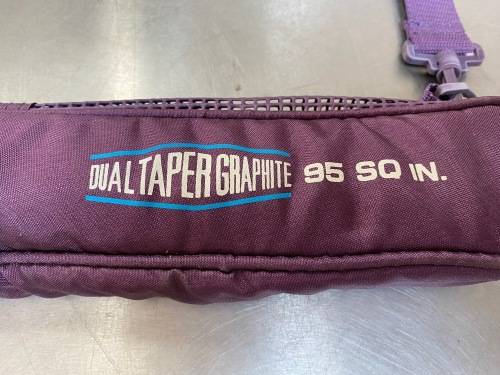 DUAL TAPER GRAPHITE 95 SQ IN.